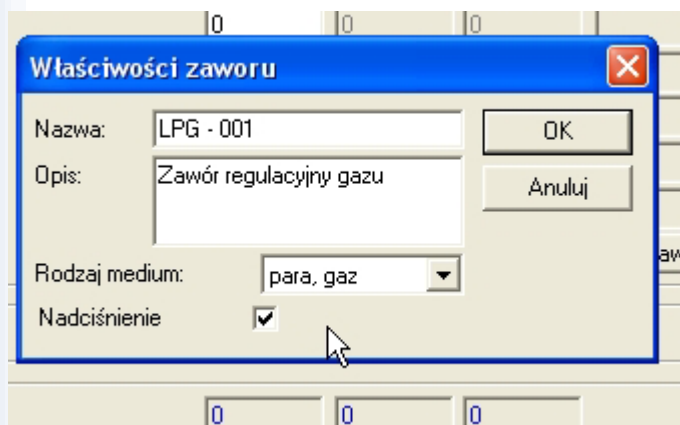 0 0 0
Właściwości zaworu
Nazwa: LPG - 001 OK
Opis: Zawór regulacyjny gazu Anuluj
aw
Rodzaj medium: para, gaz
Nadciśnienie
0 0 0